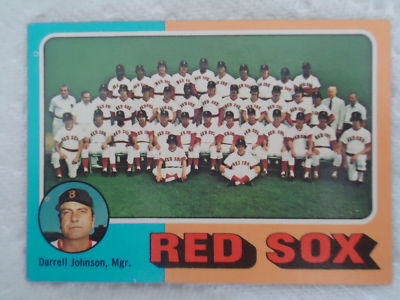 Darrell Johnson, Mgr.
RED SOX